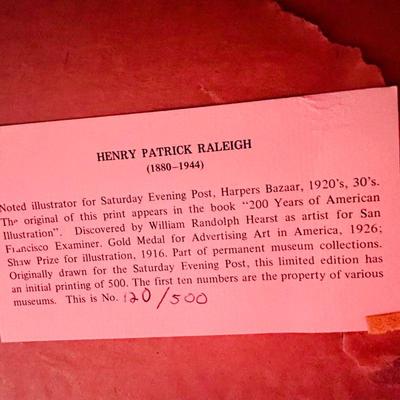 HENRY PATRICK RALEIGH
(1880–1944)
Noted illustrator for Saturday Evening Post, Harpers Bazaar, 1920's, 30's.
The original of this print appears in the book "200 Years of American
Illustration". Discovered by William Randolph Hearst as artist for San
Francisco Examiner. Gold Medal for Advertising Art in America, 1926;
Shaw Prize for illustration, 1916. Part of permanent museum collections.
Originally drawn for the Saturday Evening Post, this limited edition has
an initial printing of 500. The first ten numbers are the property of various
museums. This is No. 120/500